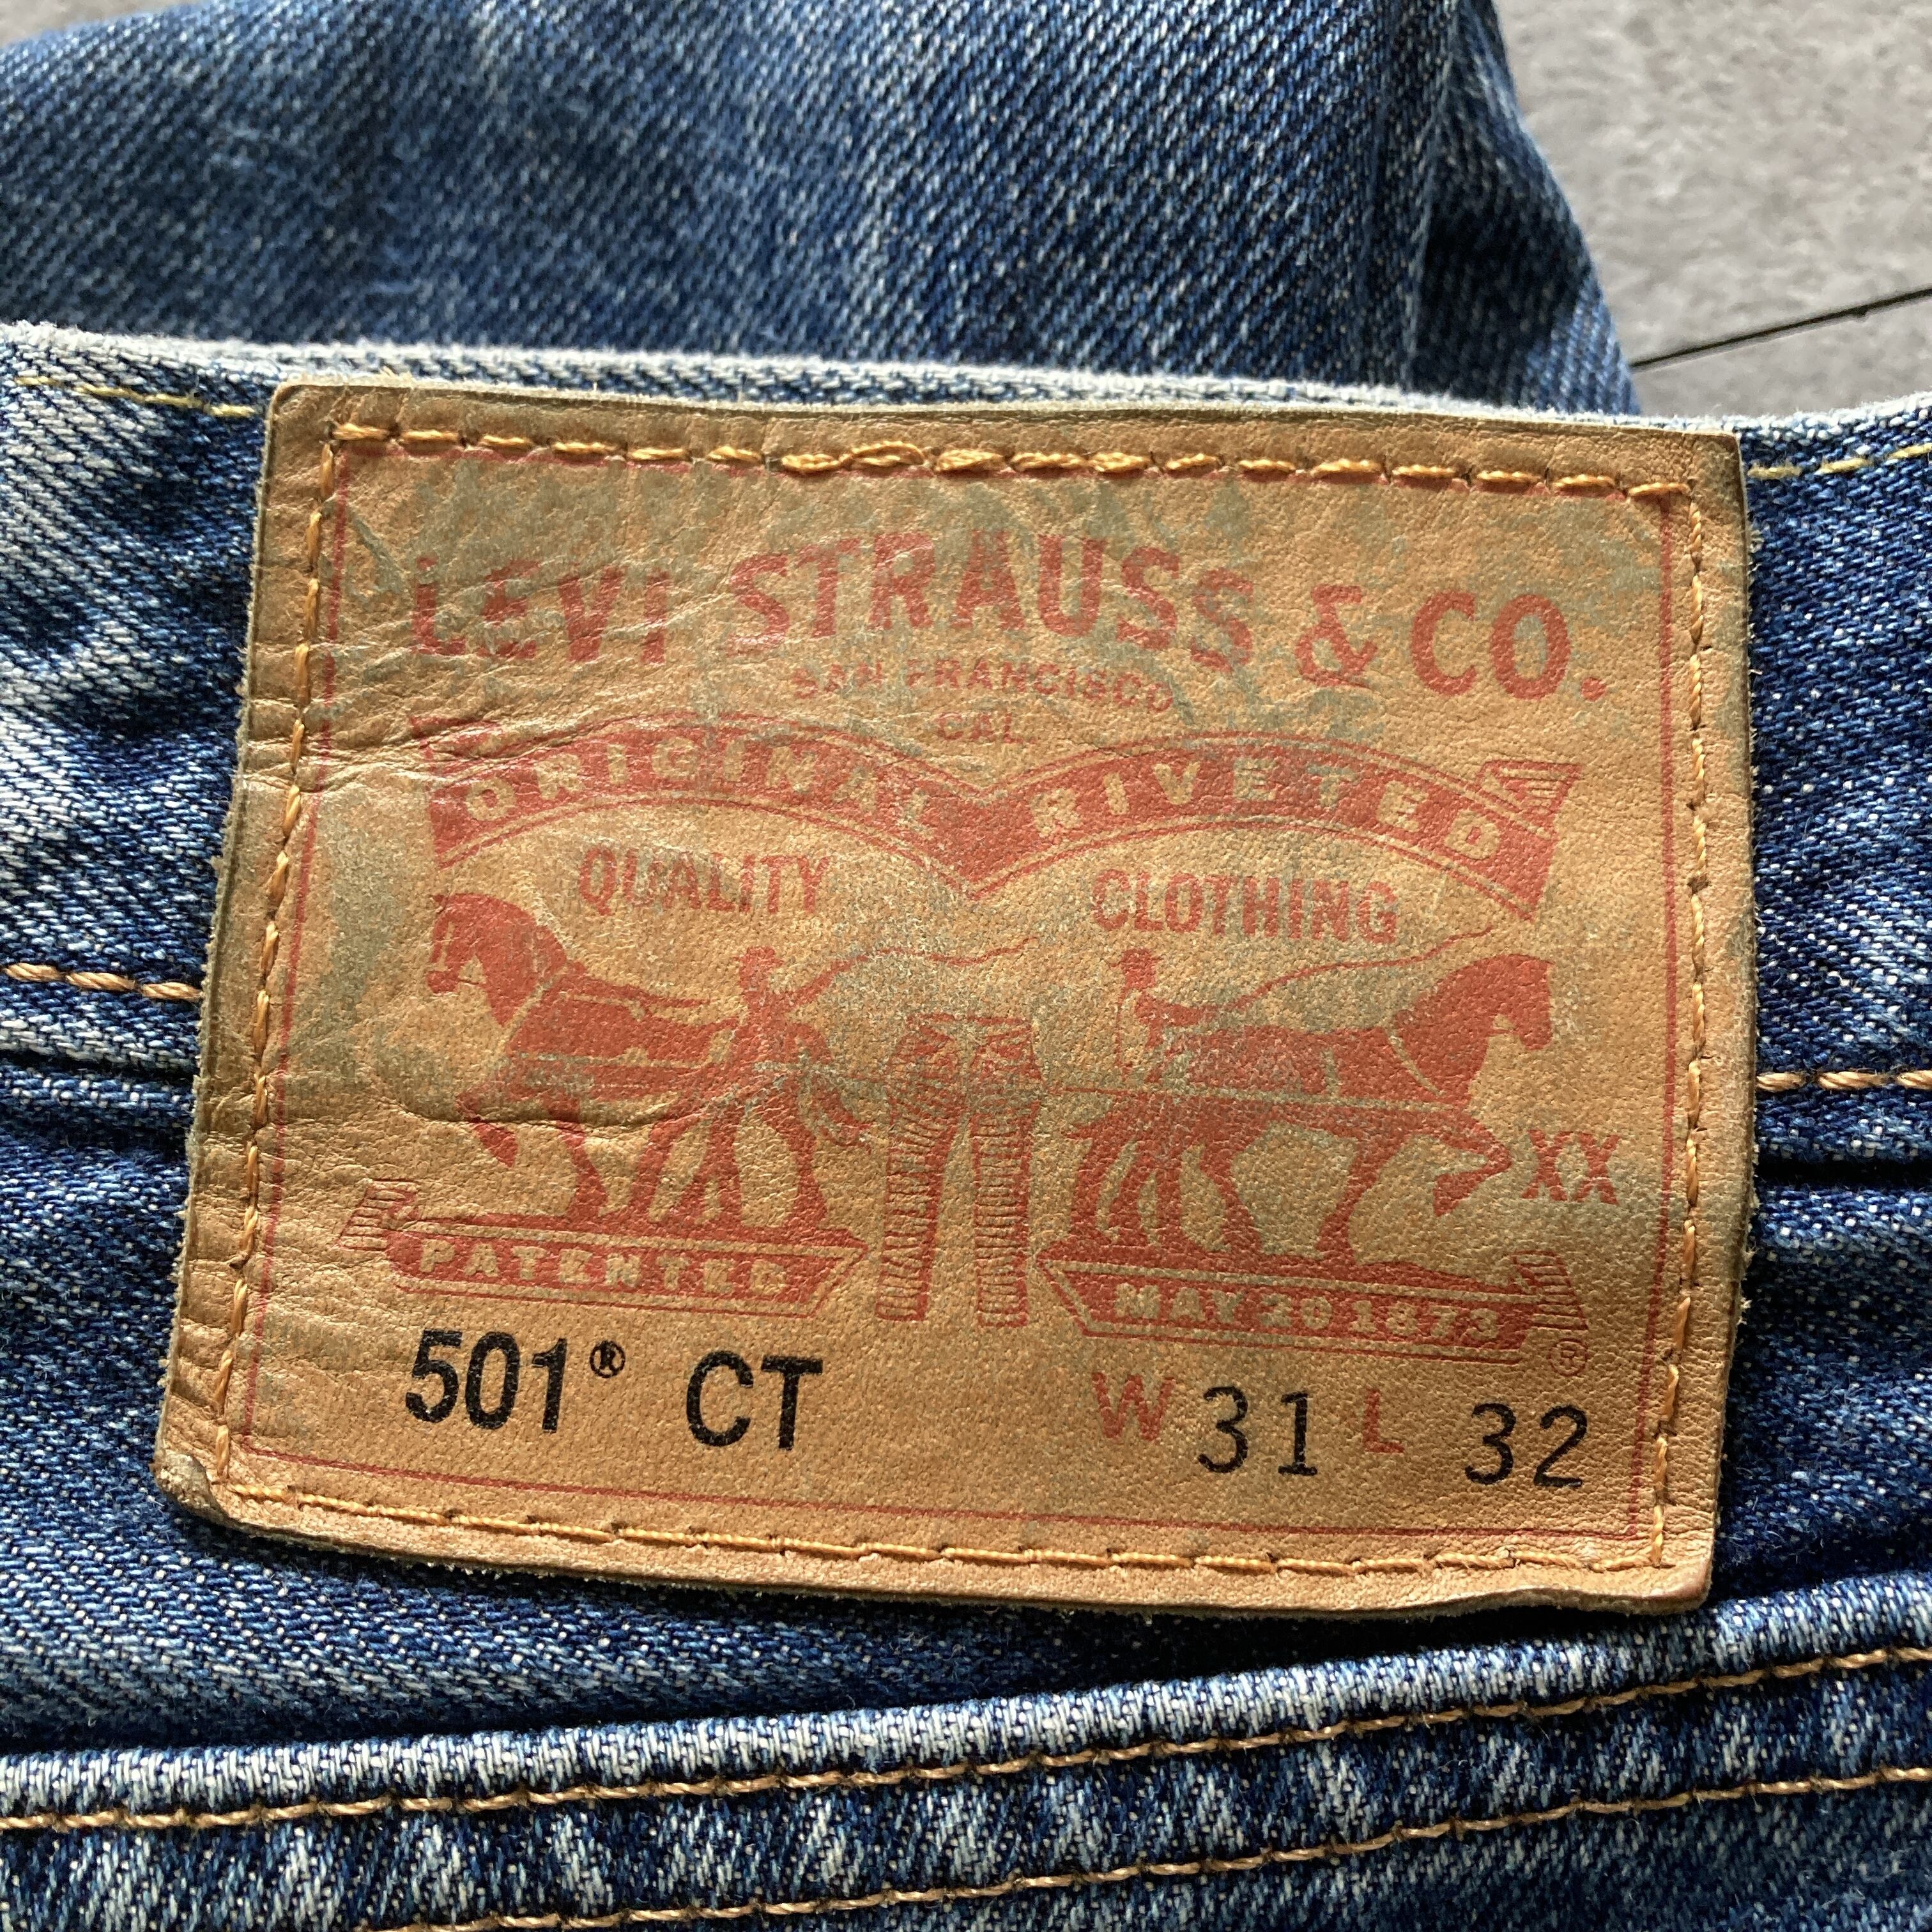 LEVI STRAUSS & CO.
SAN FRANCISCO
CAL.
ORIGINAL RIVETED
QUALITY CLOTHING
XX
PATENTED MAY 20 1873 ®
501® CT W 31 L 32